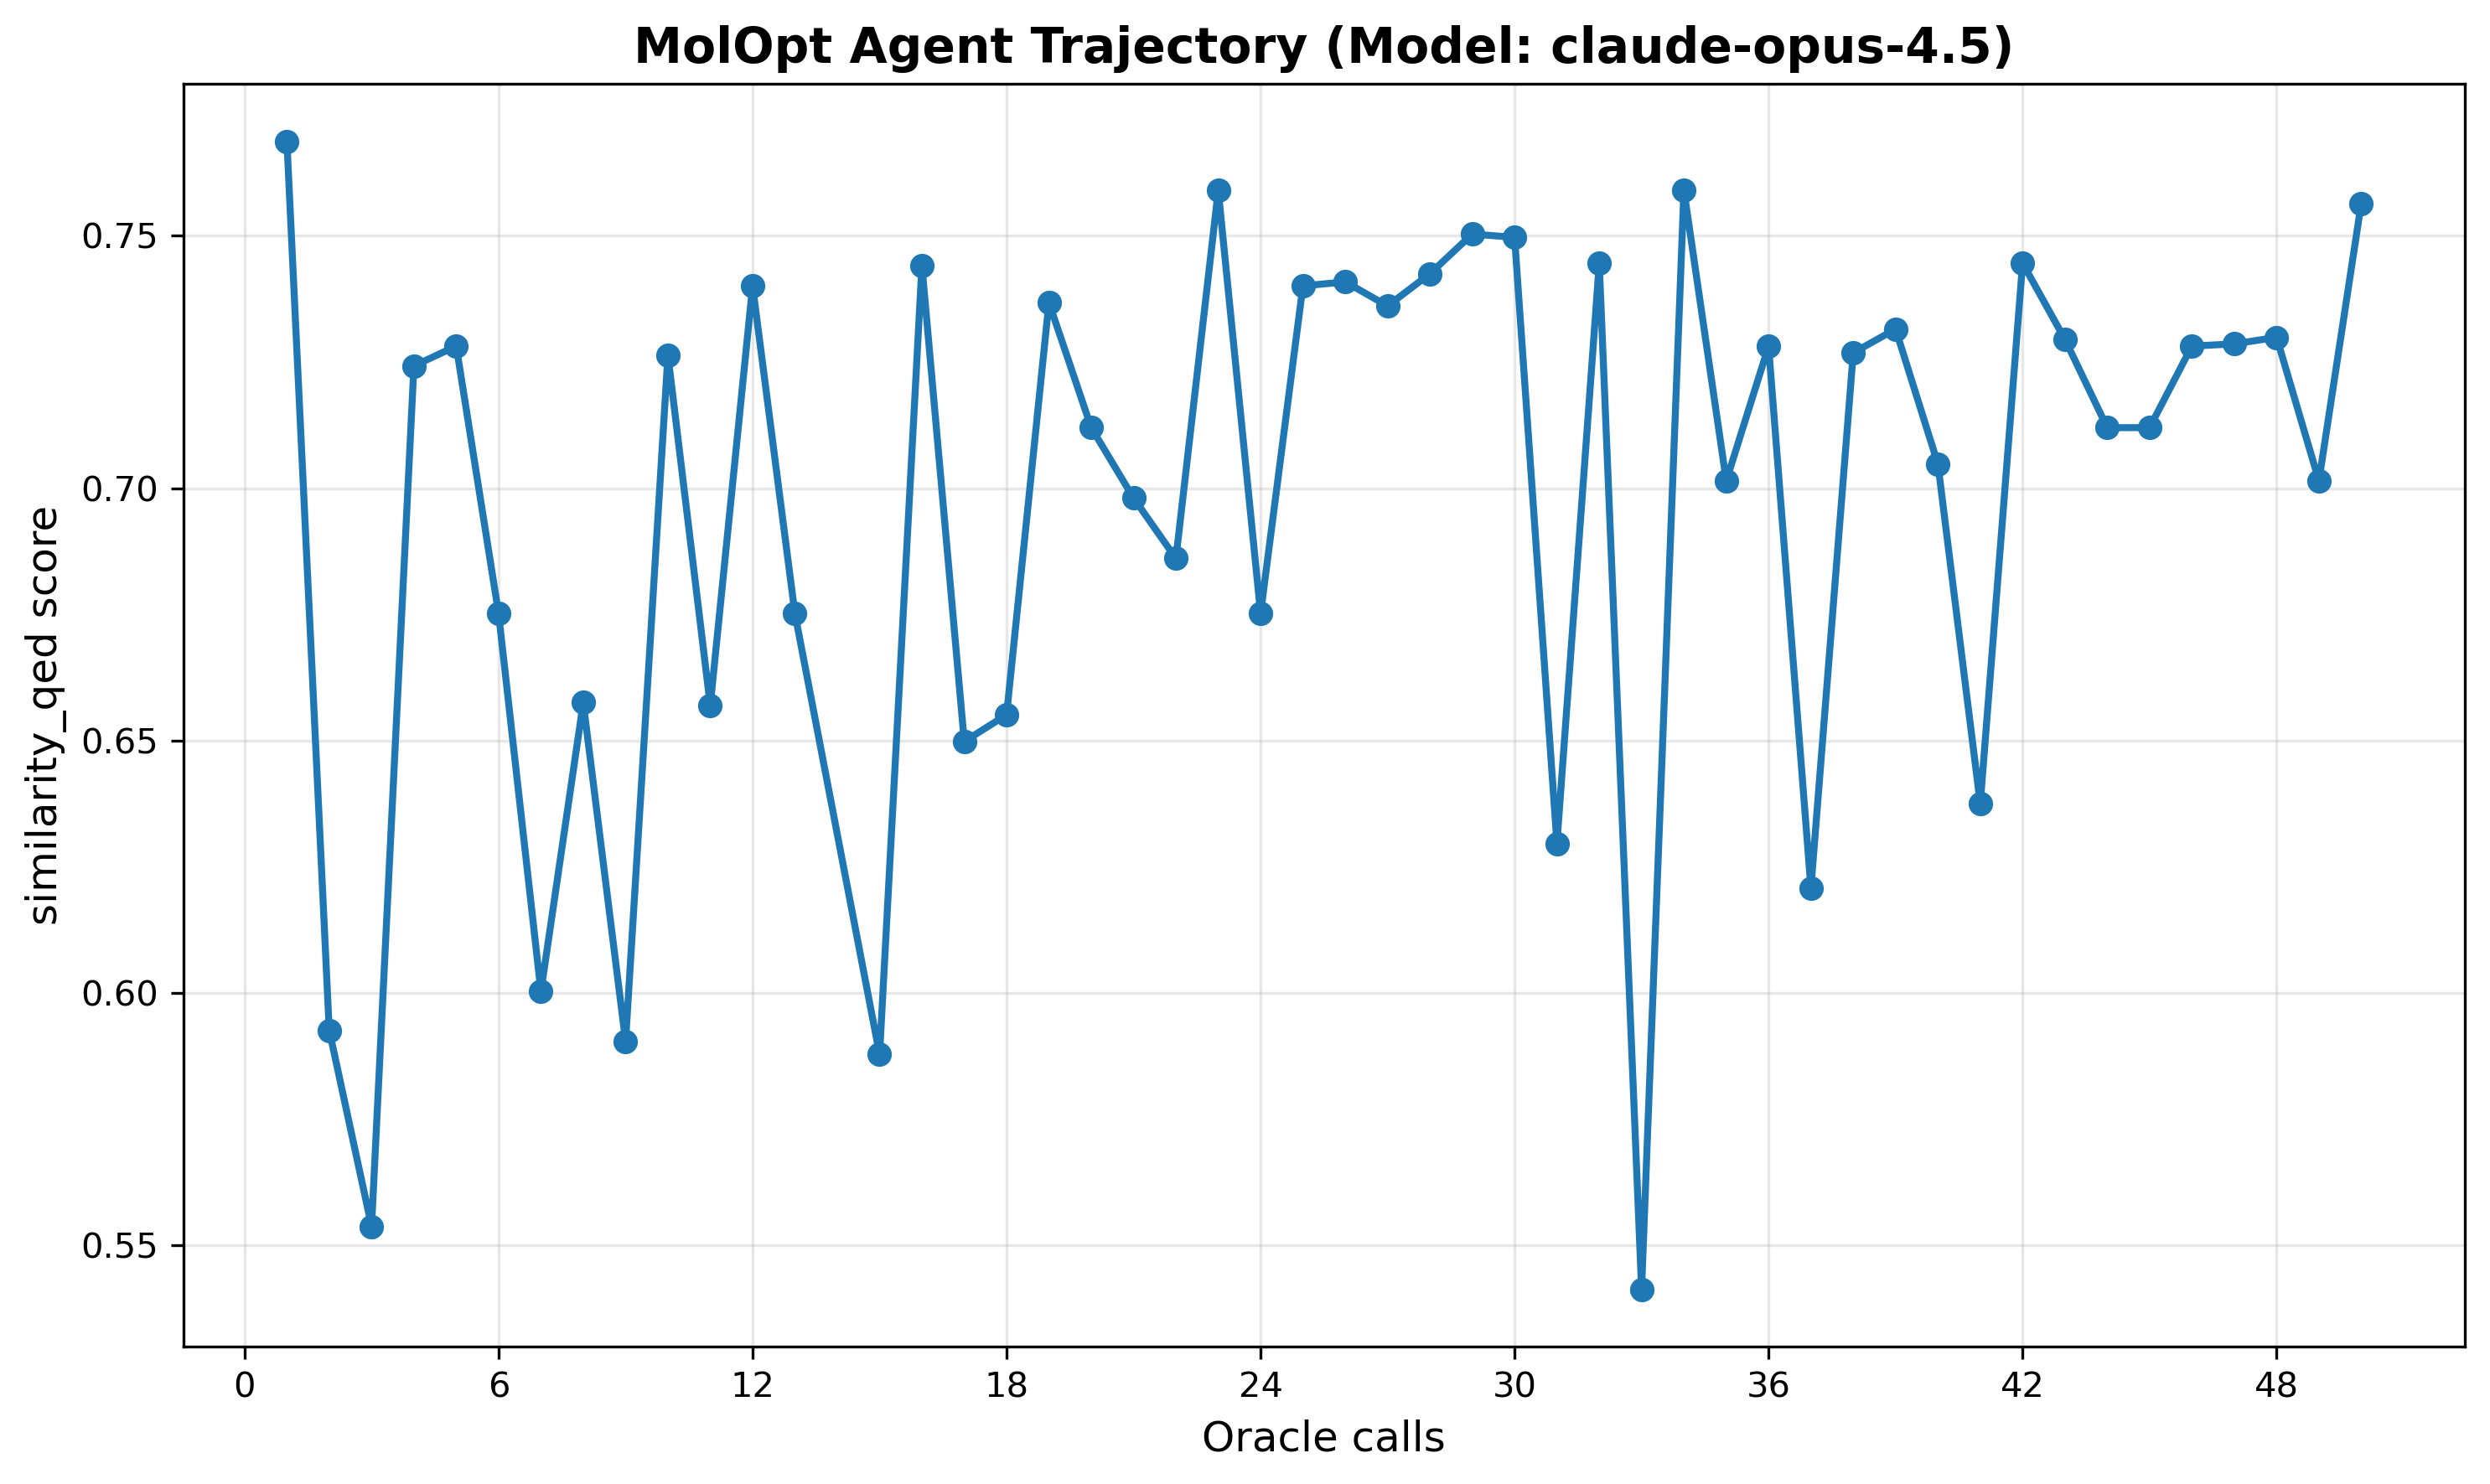 MolOpt Agent Trajectory (Model: claude-opus-4.5)
similarity_qed score
0.75
0.70
0.65
0.60
0.55
0 6 12 18 24 30 36 42 48
Oracle calls